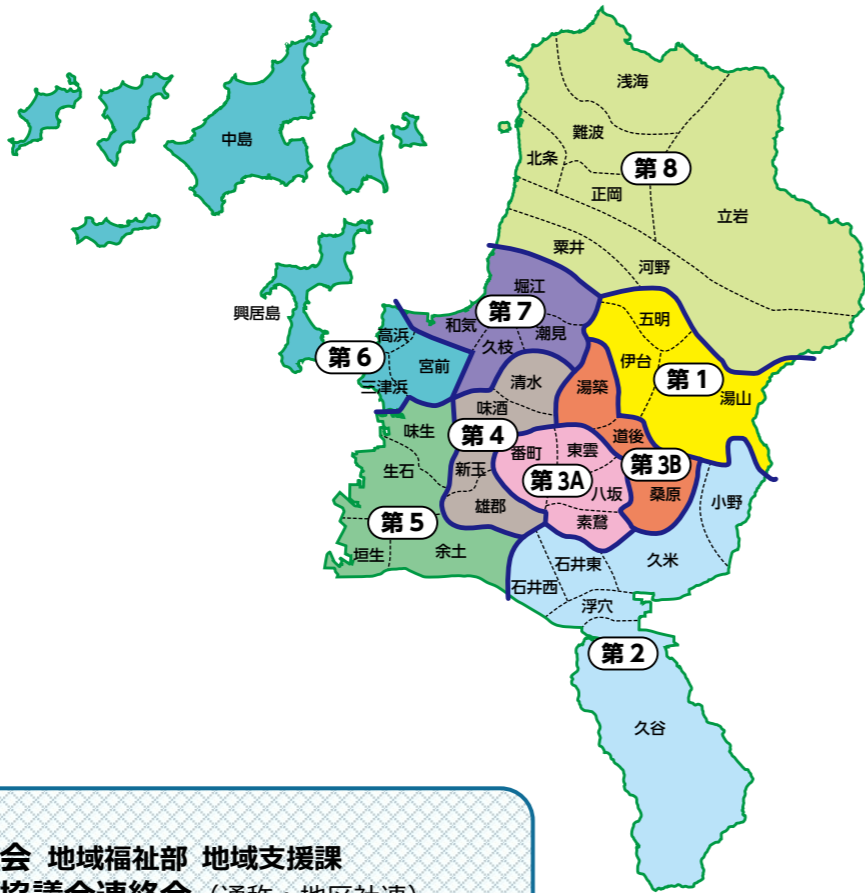 浅海
中島
難波
北条
第 8
正岡
立岩
粟井
河野
堀江
興居島
第 7
五明
和気
潮見
高浜
久枝
伊台
第 6
宮前
清水
湯築
第 1
三津浜
湯山
味酒
味生
第 4
道後
番町
東雲
生石
新玉
第 3A
第 3B
八坂
桑原
小野
雄郡
素鵞
第 5
垣生
余土
石井東
久米
石井西
浮穴
第 2
久谷
会 地域福祉部 地域支援課